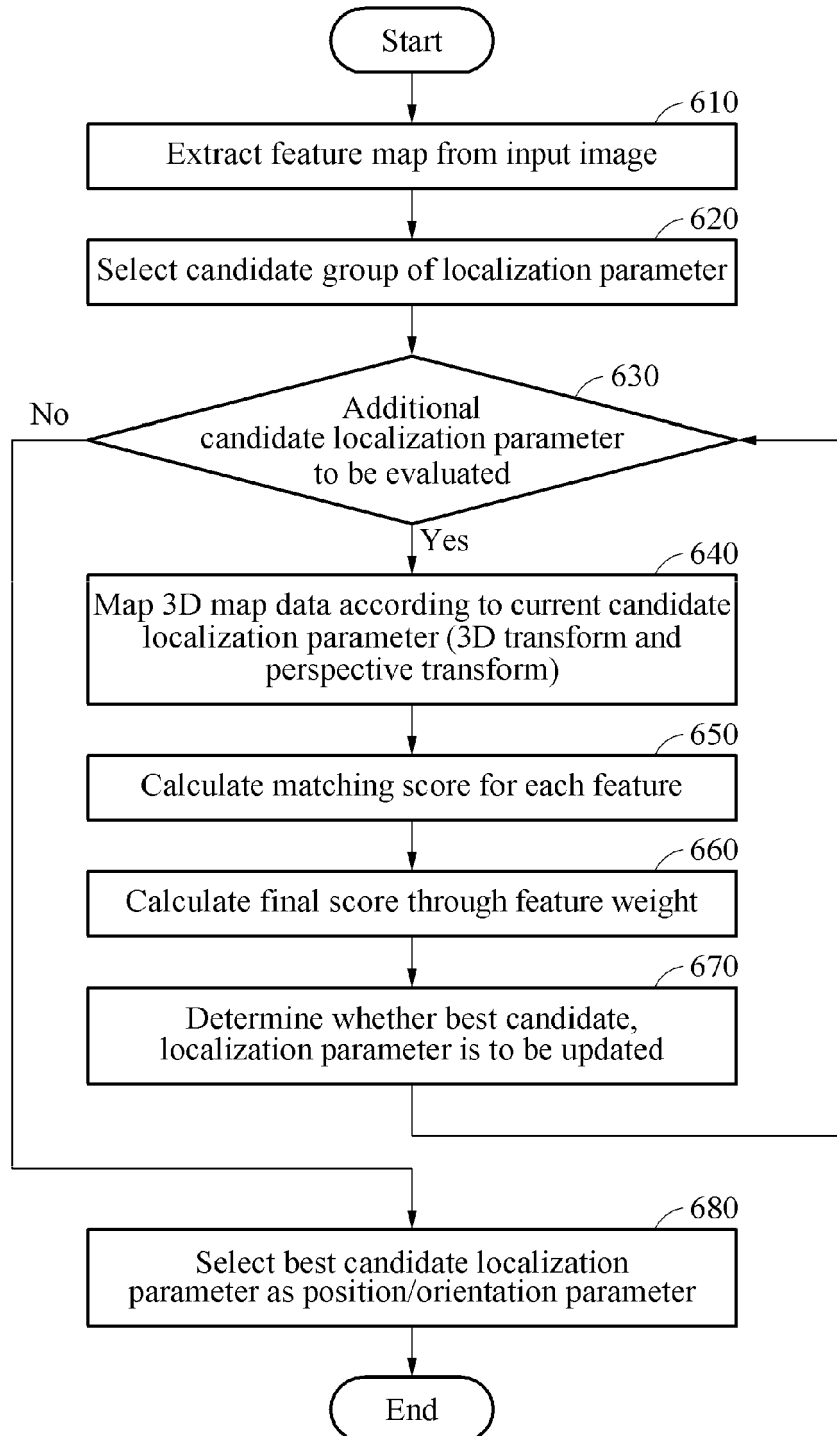 Start
610
Extract feature map from input image
620
Select candidate group of localization parameter
630
No
Additional
candidate localization parameter
to be evaluated
Yes
640
Map 3D map data according to current candidate
localization parameter (3D transform and
perspective transform)
650
Calculate matching score for each feature
660
Calculate final score through feature weight
670
Determine whether best candidate,
localization parameter is to be updated
680
Select best candidate localization
parameter as position/orientation parameter
End